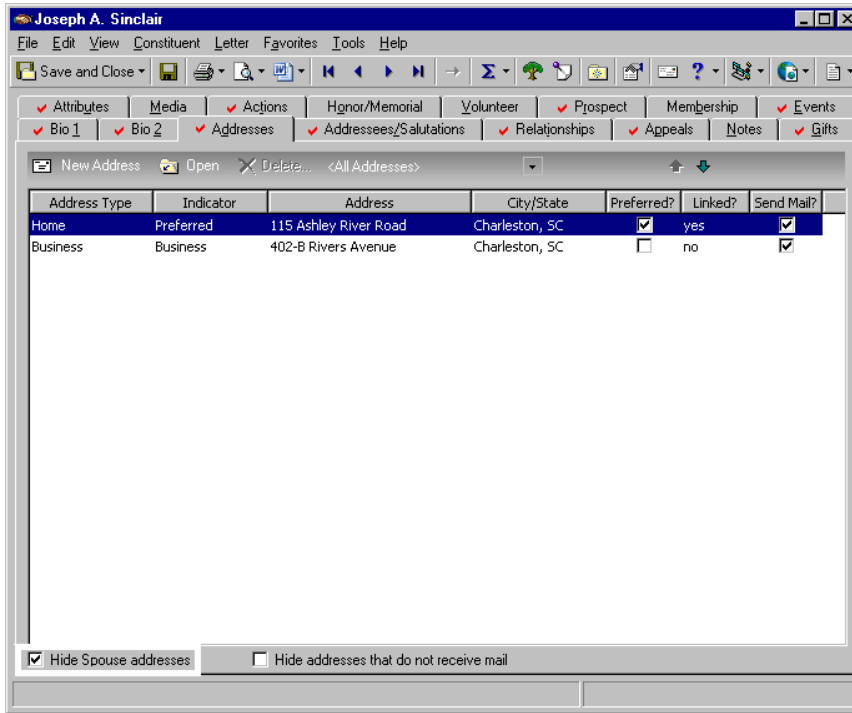 Joseph A. Sinclair
File Edit View Constituent Letter Favorites Tools Help
Save and Close
Attributes Media Actions Honor/Memorial Volunteer Prospect Membership Events
Bio 1 Bio 2 Addresses Addressees/Salutations Relationships Appeals Notes Gifts
New Address Open Delete... <All Addresses>
Address Type Indicator Address City/State Preferred? Linked? Send Mail?
Home Preferred 115 Ashley River Road Charleston, SC yes
Business Business 402-B Rivers Avenue Charleston, SC no
Hide Spouse addresses Hide addresses that do not receive mail